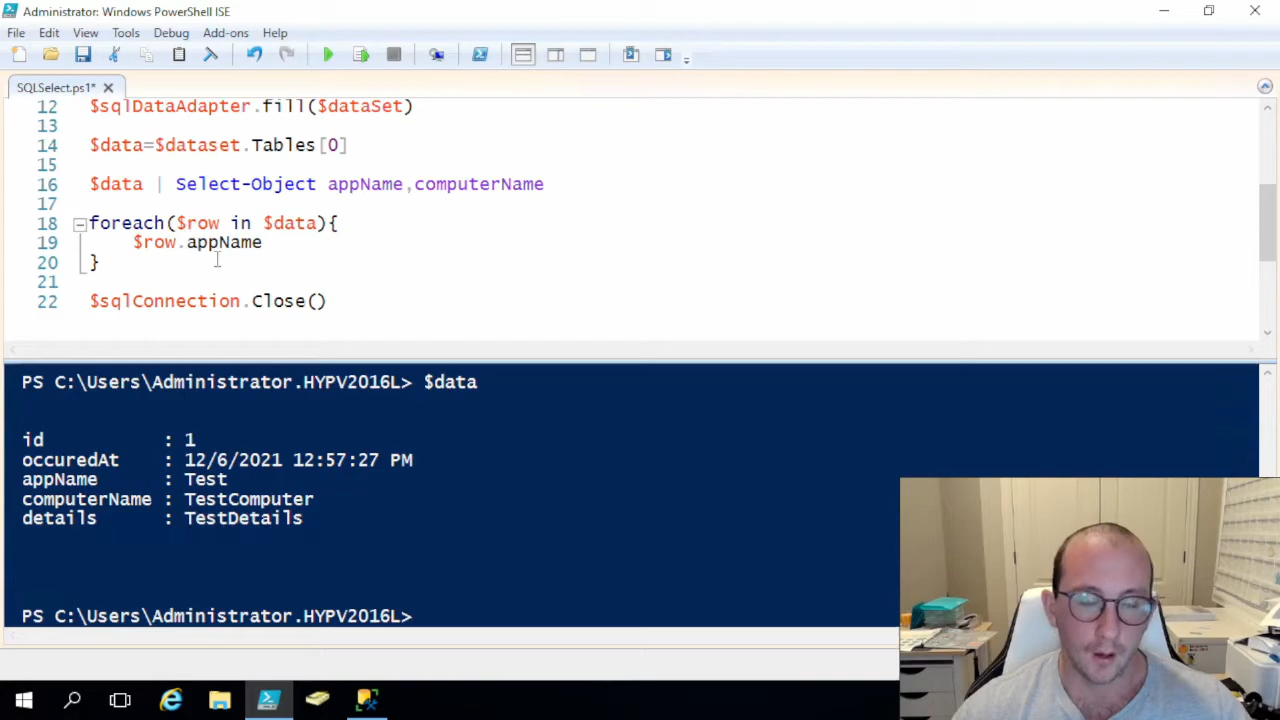 Administrator: Windows PowerShell ISE
File Edit View Tools Debug Add-ons Help
SQLSelect.ps1*
12 $sqlDataAdapter.fill($dataSet)
13
14 $data=$dataset.Tables[0]
15
16 $data | Select-Object appName,computerName
17
18 foreach($row in $data){
19 $row.appName
20 }
21
22 $sqlConnection.Close()
PS C:\Users\Administrator.HYPV2016L> $data
id : 1
occuredAt : 12/6/2021 12:57:27 PM
appName : Test
computerName : TestComputer
details : TestDetails
PS C:\Users\Administrator.HYPV2016L>